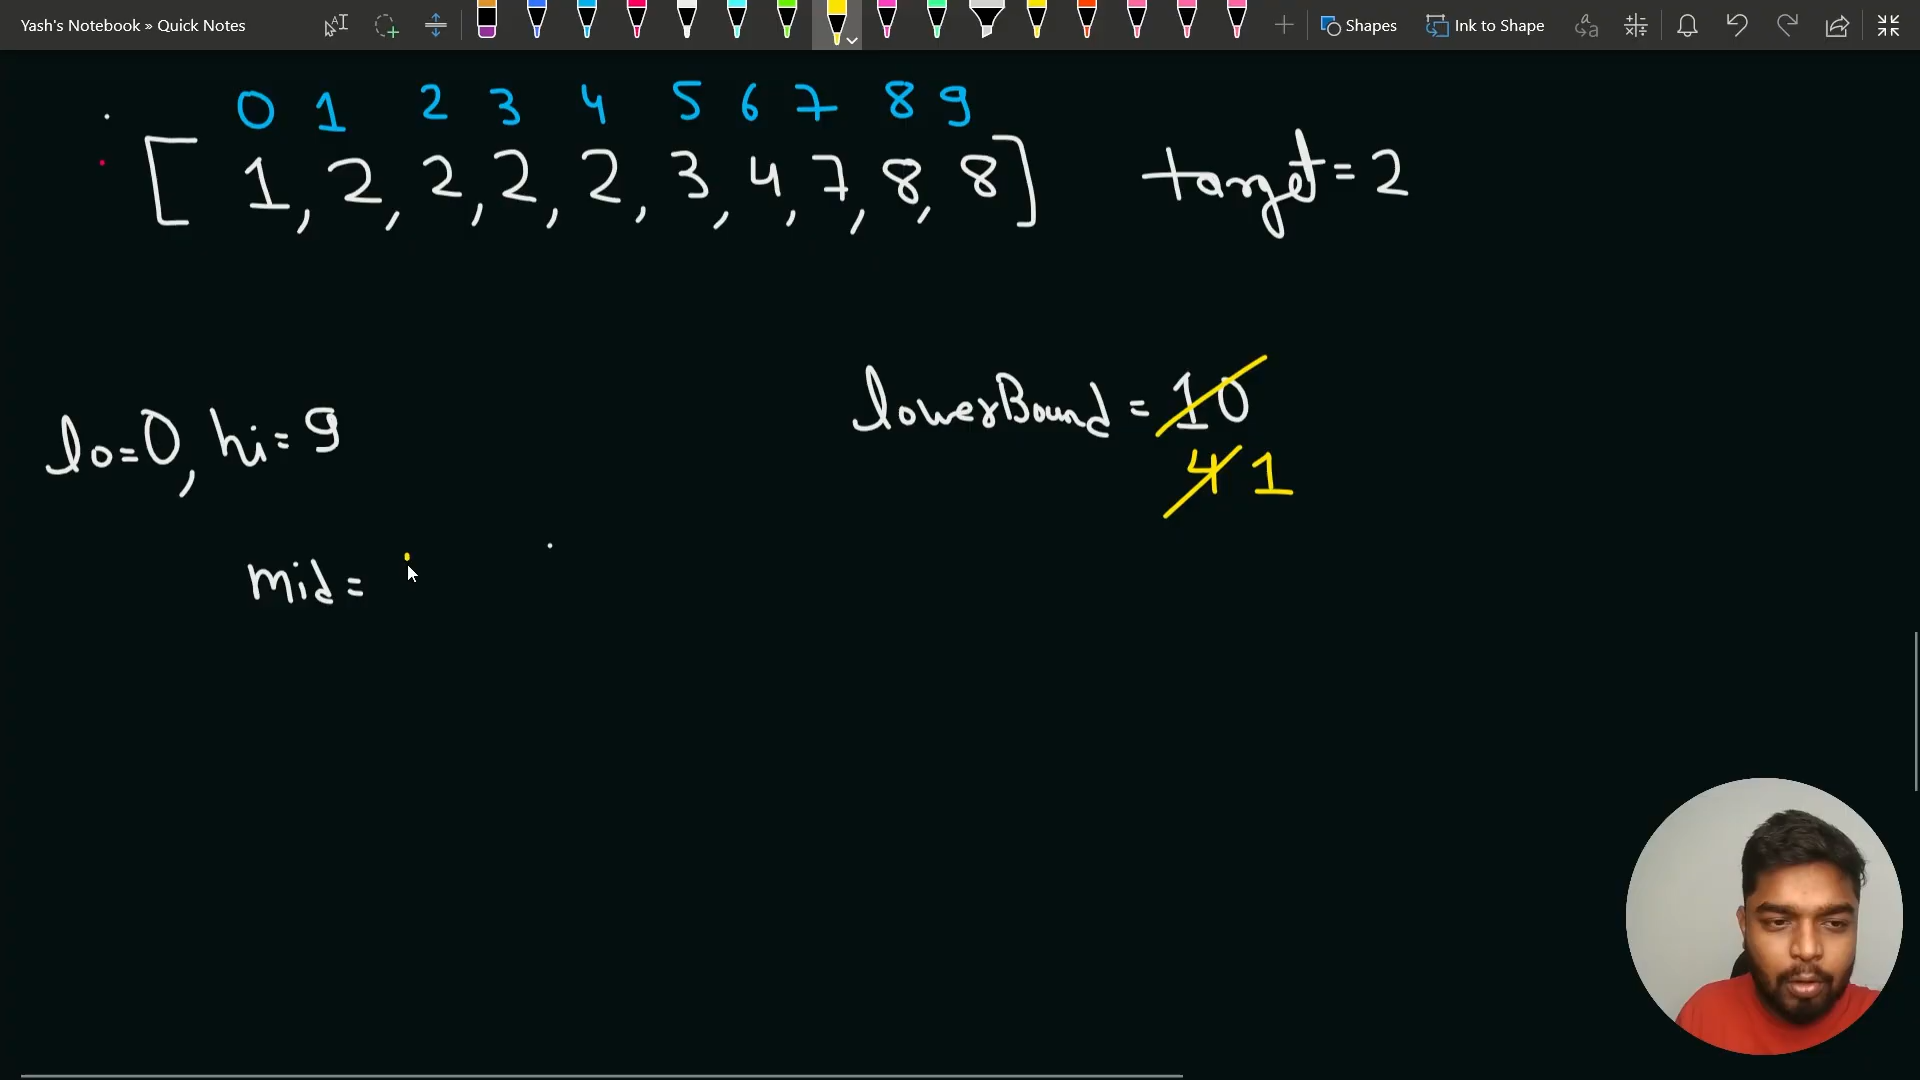 Yash's Notebook » Quick Notes Shapes Ink to Shape
0 1 2 3 4 5 6 7 8 9
[ 1, 2, 2, 2, 2, 3, 4, 7, 8, 8 ] target = 2
lowerBound = 10
lo=0, hi=9
4 1
mid =